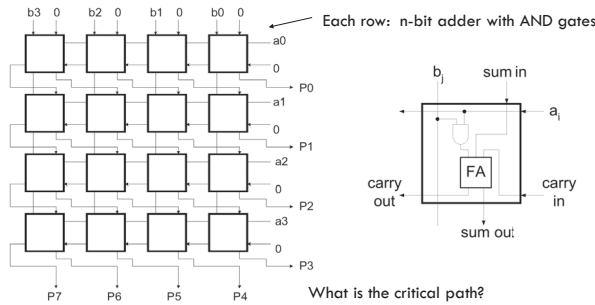 b3 0 b2 0 b1 0 b0 0
Each row: n-bit adder with AND gates
a0
0
P0
a1
0
P1
a2
0
P2
a3
0
P3
P7 P6 P5 P4
bj sum in
ai
FA
carry out
carry in
sum out
What is the critical path?